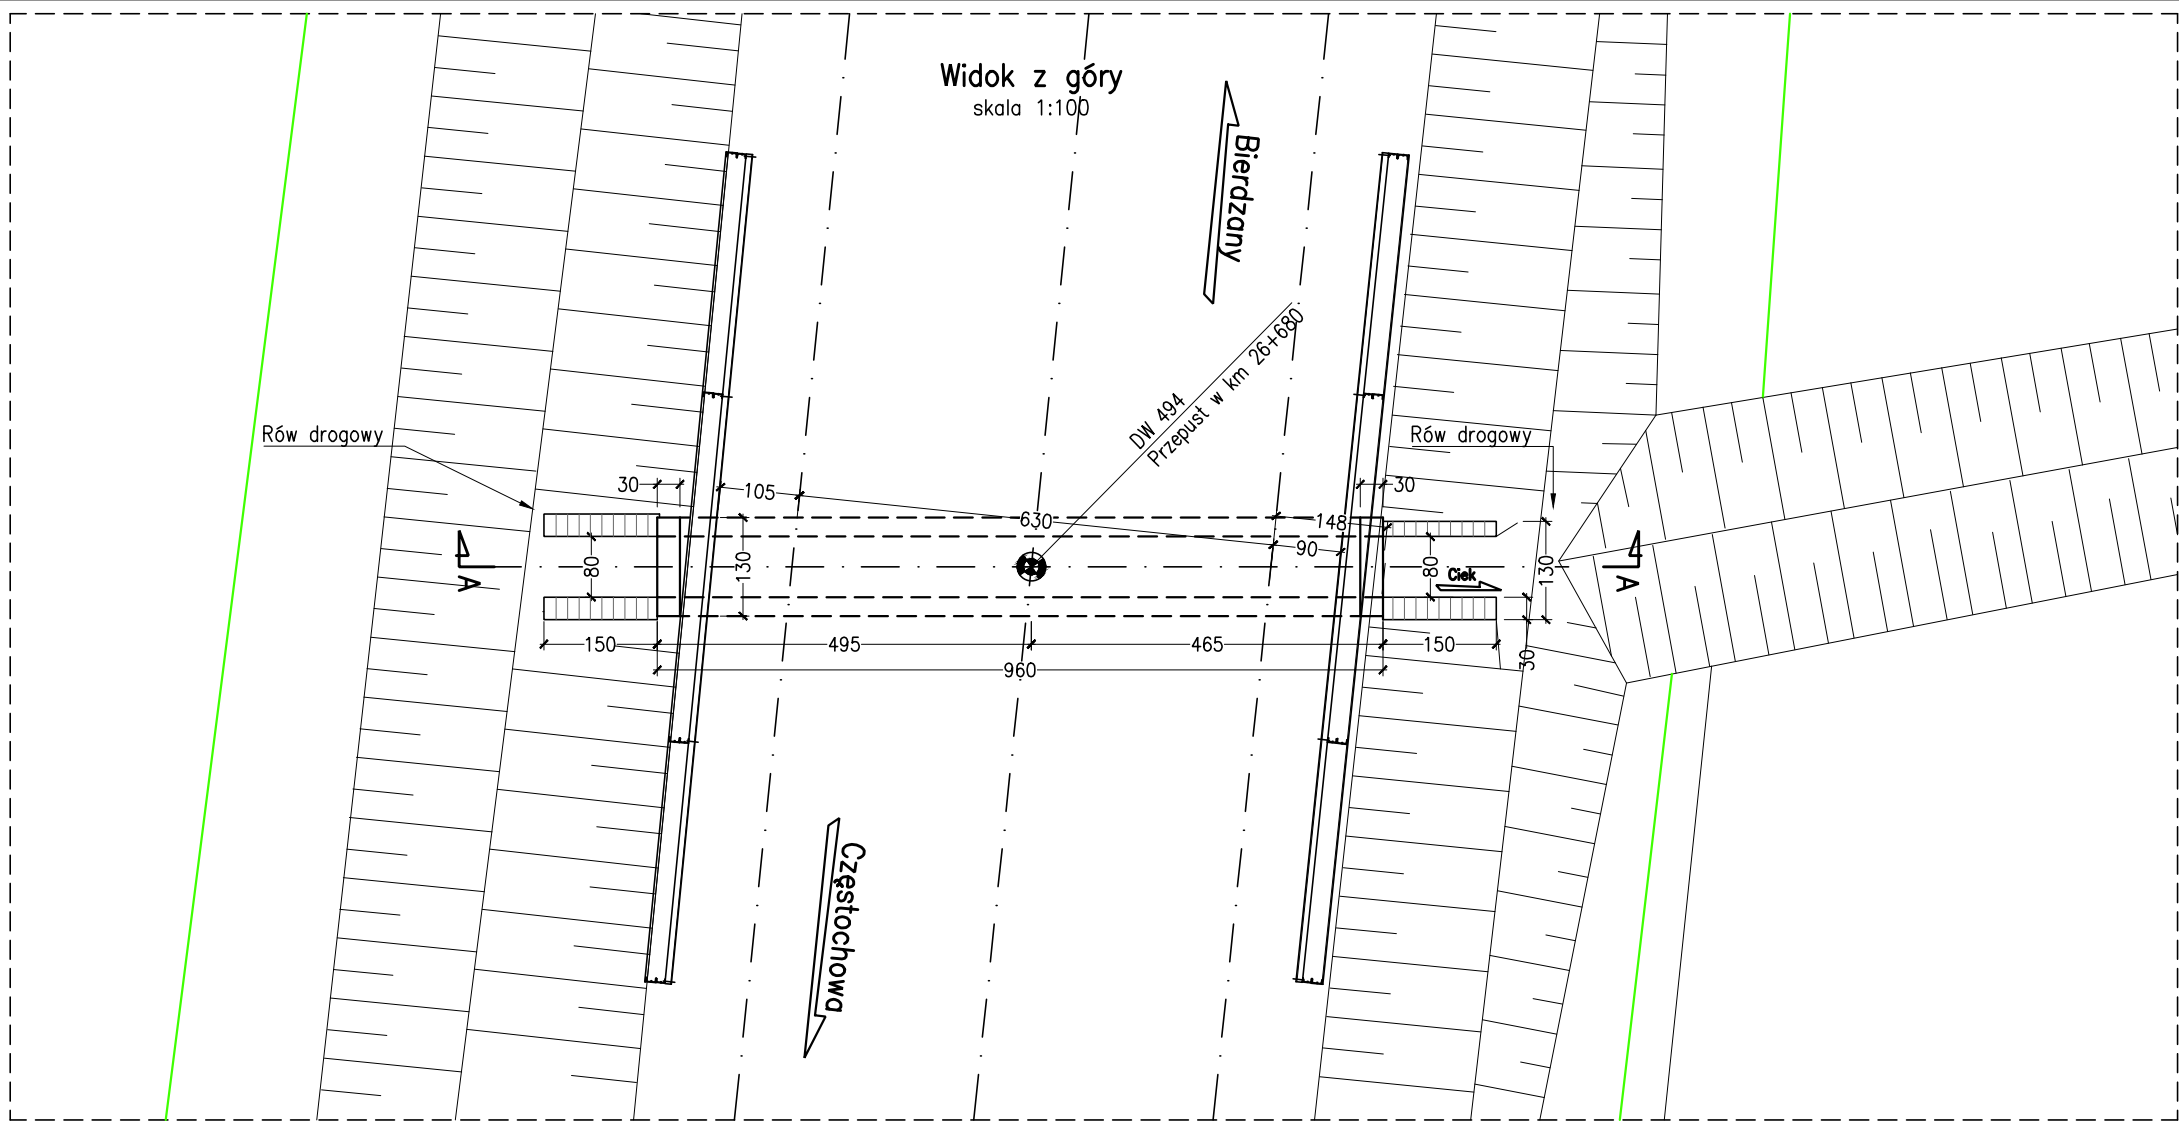 Widok z góry
skala 1:100
Bierdzany
DW 494
Przepust w km 26+680
Rów drogowy
Rów drogowy
30
105
630
148
30
90
A
80
130
80
Ciek
130
A
150
495
465
150
30
960
Częstochowa